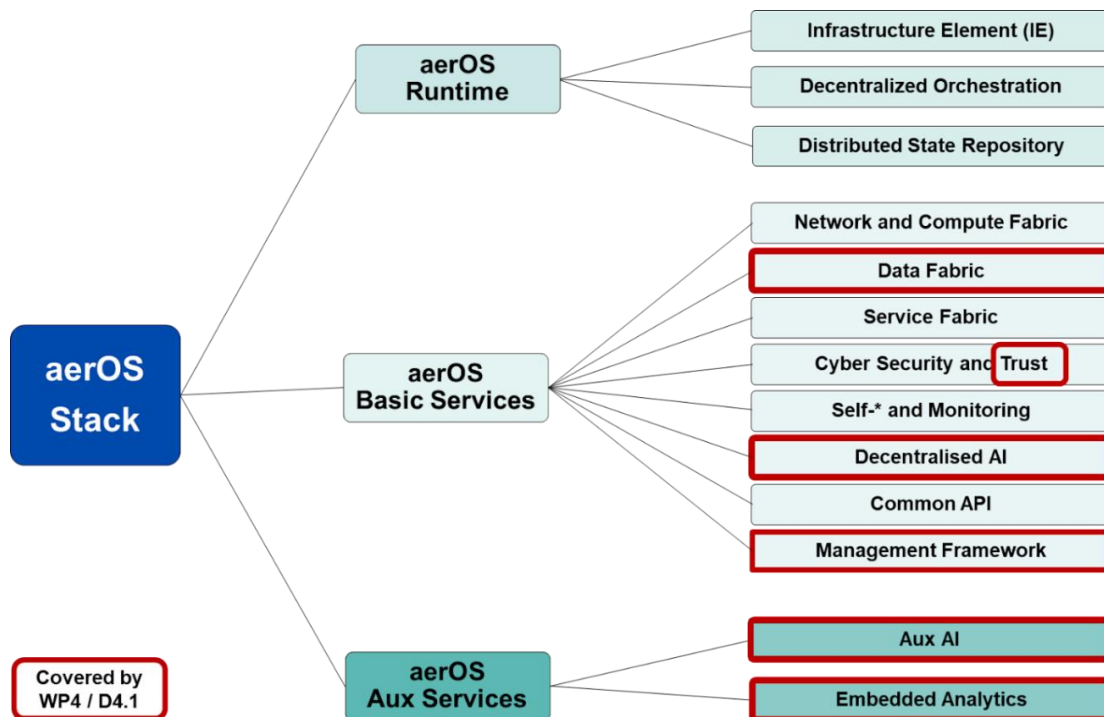 aerOS
Stack
aerOS
Runtime
Infrastructure Element (IE)
Decentralized Orchestration
Distributed State Repository
aerOS
Basic Services
Network and Compute Fabric
Data Fabric
Service Fabric
Cyber Security and Trust
Self-* and Monitoring
Decentralised AI
Common API
Management Framework
aerOS
Aux Services
Aux AI
Embedded Analytics
Covered by
WP4 / D4.1